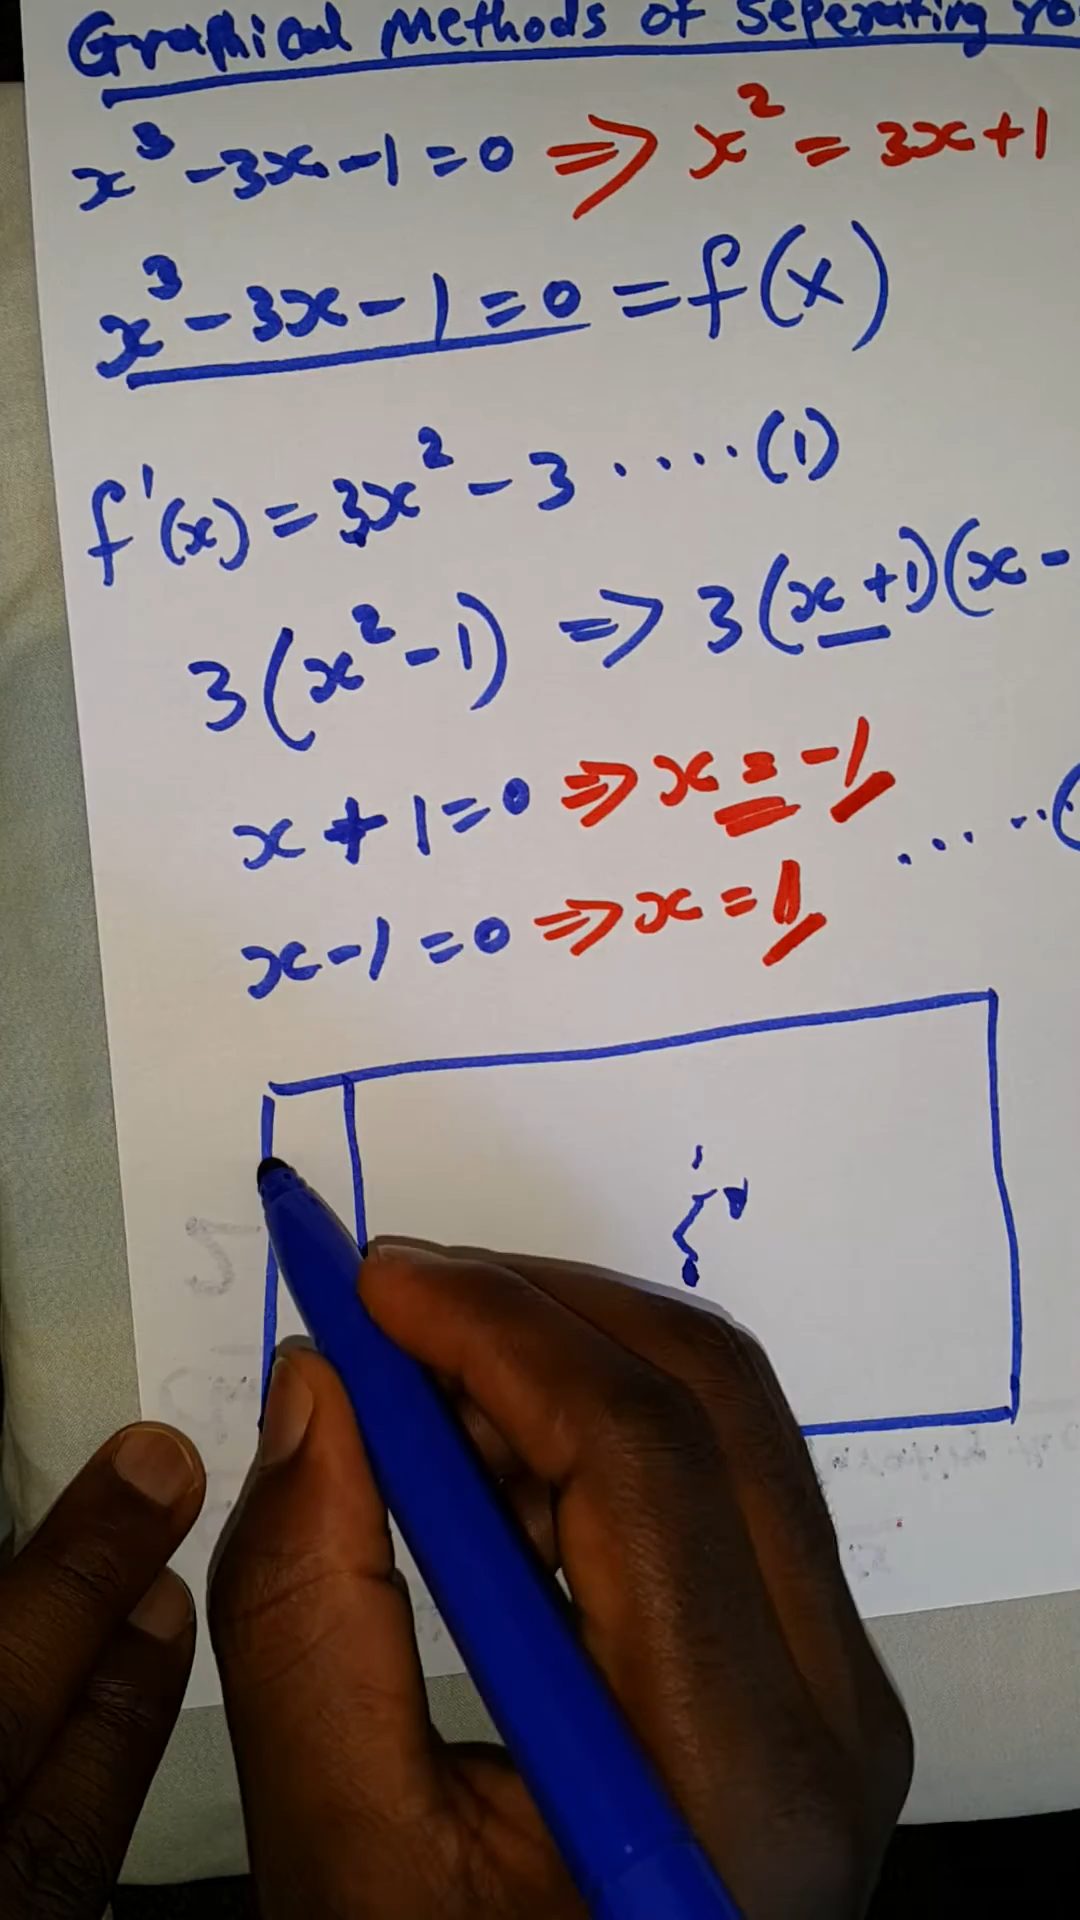 Graphical Methods of Seperating
x³ - 3x - 1 = 0 ⇒ x² = 3x + 1
x³ - 3x - 1 = 0 = f(x)
f'(x) = 3x² - 3 .....(1)
3(x² - 1) ⇒ 3(x + 1)(x -
x + 1 = 0 ⇒ x = -1
x - 1 = 0 ⇒ x = 1